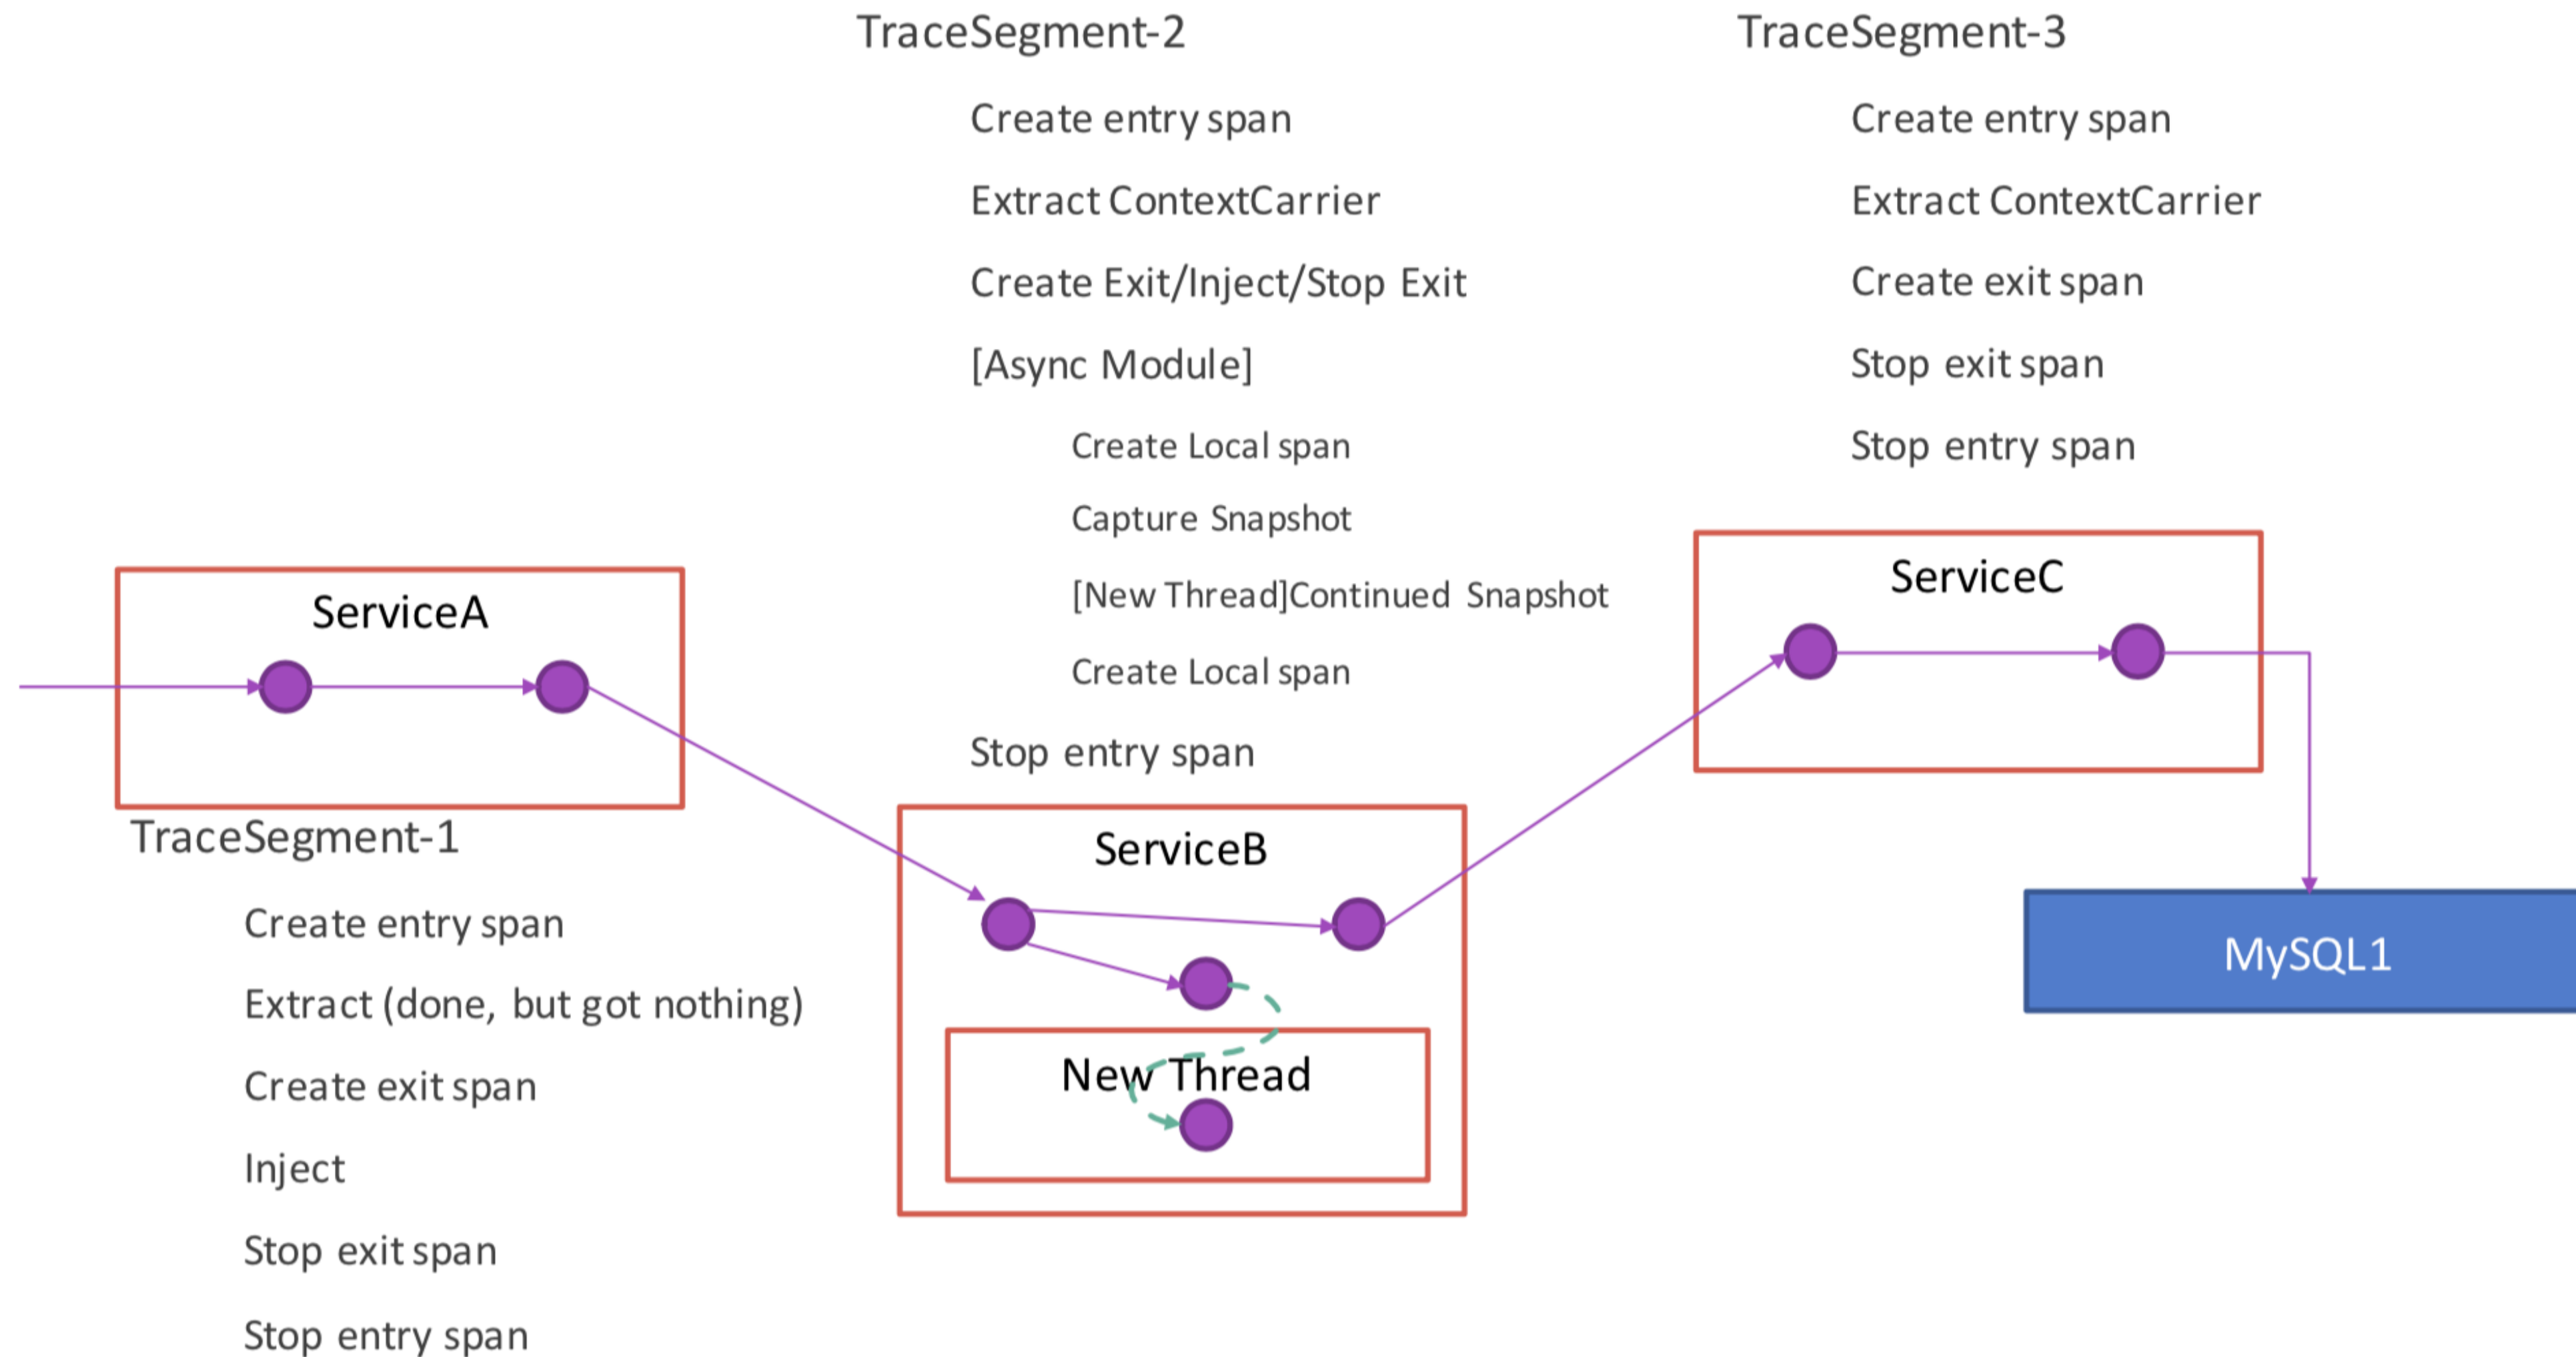 TraceSegment-2
Create entry span
Extract ContextCarrier
Create Exit/Inject/Stop Exit
[Async Module]
Create Local span
Capture Snapshot
[New Thread]Continued Snapshot
Create Local span
Stop entry span
TraceSegment-3
Create entry span
Extract ContextCarrier
Create exit span
Stop exit span
Stop entry span
ServiceA
TraceSegment-1
Create entry span
Extract (done, but got nothing)
Create exit span
Inject
Stop exit span
Stop entry span
ServiceB
New Thread
ServiceC
MySQL1